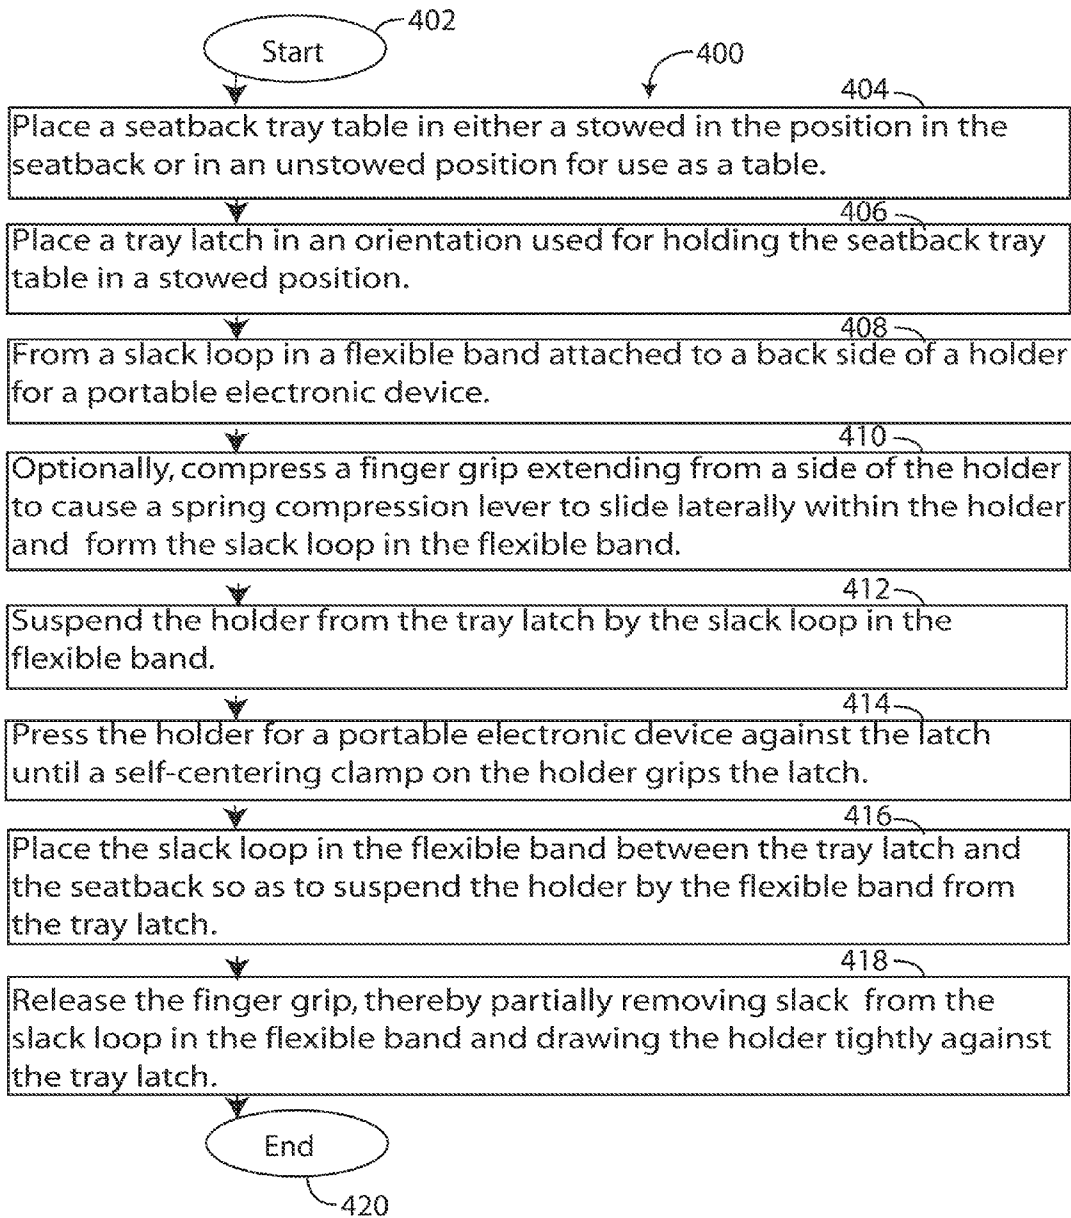 402
Start
400
404
Place a seatback tray table in either a stowed in the position in the
seatback or in an unstowed position for use as a table.
406
Place a tray latch in an orientation used for holding the seatback tray
table in a stowed position.
408
From a slack loop in a flexible band attached to a back side of a holder
for a portable electronic device.
410
Optionally, compress a finger grip extending from a side of the holder
to cause a spring compression lever to slide laterally within the holder
and form the slack loop in the flexible band.
412
Suspend the holder from the tray latch by the slack loop in the
flexible band.
414
Press the holder for a portable electronic device against the latch
until a self-centering clamp on the holder grips the latch.
416
Place the slack loop in the flexible band between the tray latch and
the seatback so as to suspend the holder by the flexible band from
the tray latch.
418
Release the finger grip, thereby partially removing slack from the
slack loop in the flexible band and drawing the holder tightly against
the tray latch.
End
420